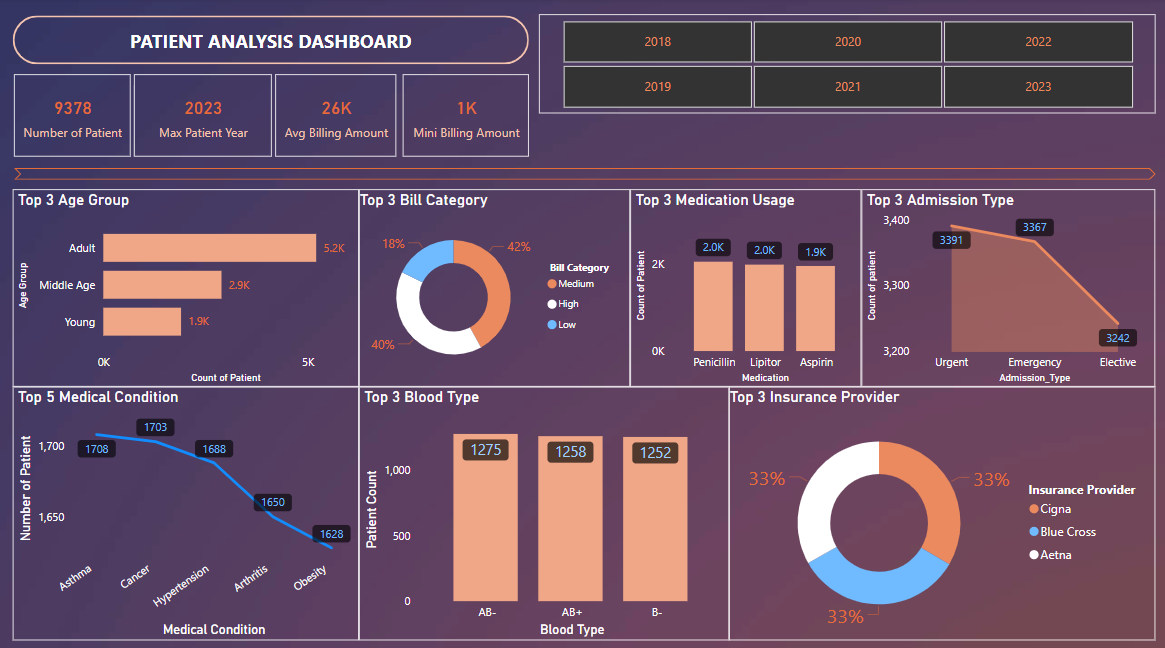 PATIENT ANALYSIS DASHBOARD
2018
2020
2022
2019
2021
2023
9378
Number of Patient
2023
Max Patient Year
26K
Avg Billing Amount
1K
Mini Billing Amount
Top 3 Age Group
Age Group
Adult
5.2K
Middle Age
2.9K
Young
1.9K
0K
5K
Count of Patient
Top 3 Bill Category
18%
42%
40%
Bill Category
Medium
High
Low
Top 3 Medication Usage
Count of Patient
2K
0K
2.0K
2.0K
1.9K
Penicillin
Lipitor
Aspirin
Medication
Top 3 Admission Type
Count of patient
3,400
3,300
3,200
3391
3367
3242
Urgent
Emergency
Elective
Admission_Type
Top 5 Medical Condition
Number of Patient
1,700
1,650
1708
1703
1688
1650
1628
Asthma
Cancer
Hypertension
Arthritis
Obesity
Medical Condition
Top 3 Blood Type
Patient Count
1,000
500
0
1275
1258
1252
AB-
AB+
B-
Blood Type
Top 3 Insurance Provider
33%
33%
33%
Insurance Provider
Cigna
Blue Cross
Aetna